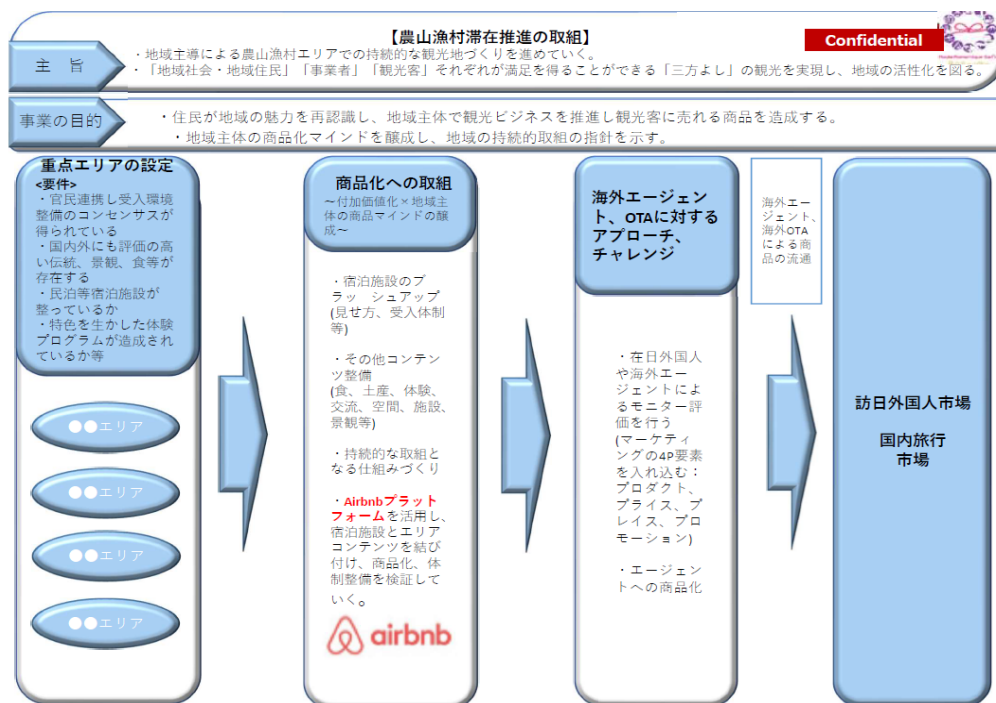 【農山漁村滞在推進の取組】
Confidential
主 旨
・地域主導による農山漁村エリアでの持続的な観光地づくりを進めていく。
・「地域社会・地域住民」「事業者」「観光客」それぞれが満足を得ることができる「三方よし」の観光を実現し、地域の活性化を図る。
事業の目的
・住民が地域の魅力を再認識し、地域主体で観光ビジネスを推進し観光客に売れる商品を造成する。
・地域主体の商品化マインドを醸成し、地域の持続的取組の指針を示す。
重点エリアの設定
<要件>
・官民連携し受入環境
整備のコンセンサスが
得られている
・国内外にも評価の高
い伝統、景観、食等が
存在する
・民泊等宿泊施設が
整っているか
・特色を生かした体験
プログラムが造成され
ているか等
●●エリア
●●エリア
●●エリア
●●エリア
商品化への取組
～付加価値化×地域主
体の商品マインドの醸
成～
・宿泊施設のブ
ラッ シュアップ
(見せ方、受入体制
等)
・その他コンテン
ツ整備
(食、土産、体験、
交流、空間、施設、
景観等)
・持続的な取組と
なる仕組みづくり
・Airbnbプラット
フォームを活用し、
宿泊施設とエリア
コンテンツを結び
付け、商品化、体
制整備を検証して
いく。
airbnb
海外エージェン
ト、OTAに対する
アプローチ、
チャレンジ
・在日外国人
や海外エー
ジェントによ
るモニター評
価を行う
(マーケティ
ングの4P要素
を入れ込む：
プロダクト、
プライス、プ
レイス、プロ
モーション)
・エージェン
トへの商品化
海外エー
ジェント、
海外OTA
による商
品の流通
訪日外国人市場
国内旅行
市場